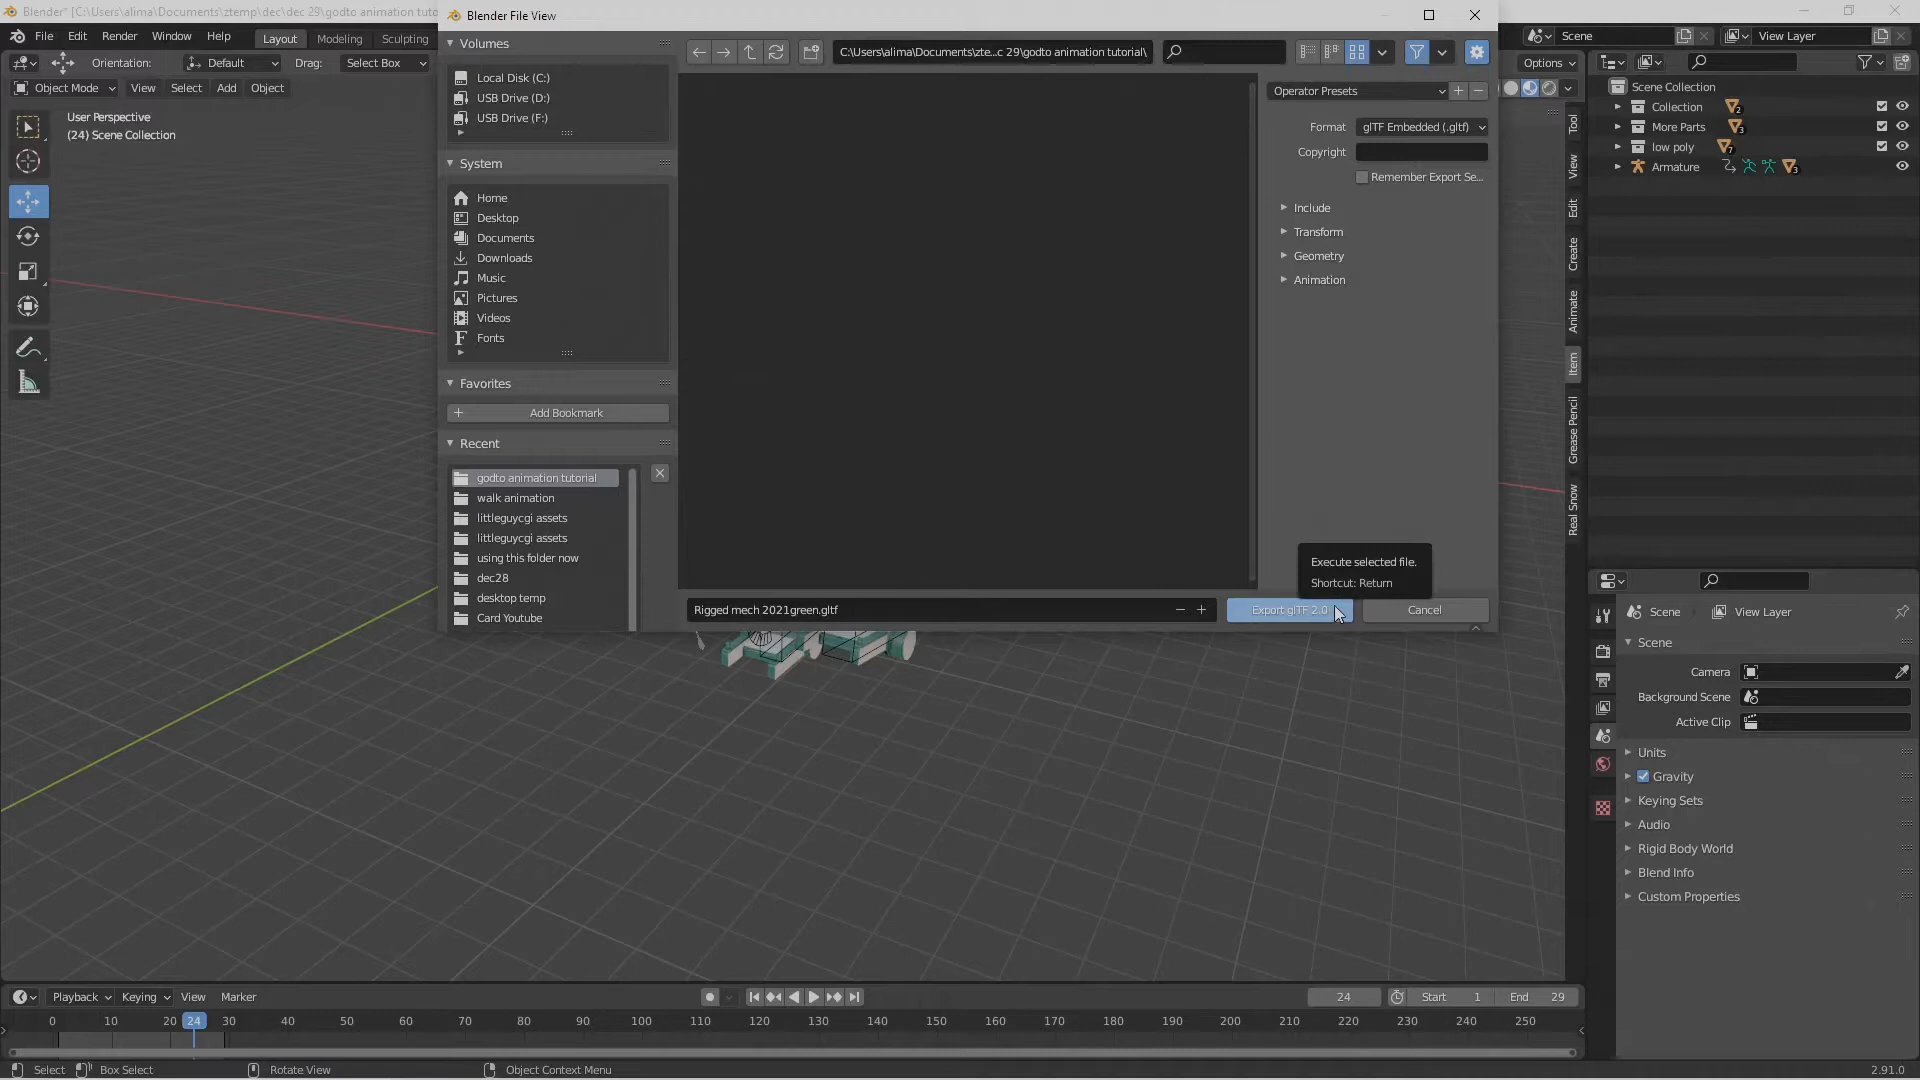 Blender* [C:\Users\alima\Documents\ztemp\dec\dec 29\godto animation tuto
Blender File View
File Edit Render Window Help Layout Modeling Sculpting
Scene View Layer
Orientation: Default Drag: Select Box
Options
Object Mode View Select Add Object
User Perspective
(24) Scene Collection
Volumes
Local Disk (C:)
USB Drive (D:)
USB Drive (F:)
System
Home
Desktop
Documents
Downloads
Music
Pictures
Videos
Fonts
Favorites
Add Bookmark
Recent
godto animation tutorial
walk animation
littleguycgi assets
littleguycgi assets
using this folder now
dec28
desktop temp
Card Youtube
C:\Users\alima\Documents\zte...c 29\godto animation tutorial\
Operator Presets
Format glTF Embedded (.gltf)
Copyright
Remember Export Se...
Include
Transform
Geometry
Animation
Execute selected file.
Shortcut: Return
Rigged mech 2021green.gltf
Export glTF 2.0
Cancel
Tool
View
Edit
Create
Animate
Item
Grease Pencil
Real Snow
Scene Collection
Collection 2
More Parts 3
low poly 7
Armature 3
Scene View Layer
Scene
Camera
Background Scene
Active Clip
Units
Gravity
Keying Sets
Audio
Rigid Body World
Blend Info
Custom Properties
Playback Keying View Marker
24 Start 1 End 29
0 10 20 24 30 40 50 60 70 80 90 100 110 120 130 140 150 160 170 180 190 200 210 220 230 240 250
Select Box Select Rotate View Object Context Menu
2.91.0